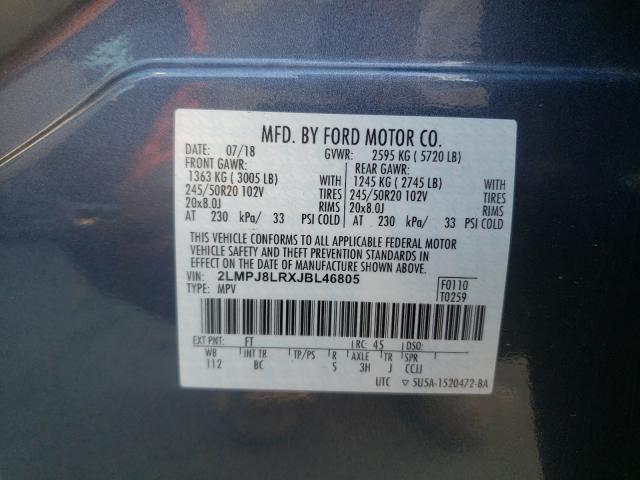 MFD. BY FORD MOTOR CO.
DATE: 07/18 GVWR: 2595 KG ( 5720 LB)
FRONT GAWR: REAR GAWR:
1363 KG ( 3005 LB) WITH 1245 KG ( 2745 LB) WITH
245/50R20 102V TIRES 245/50R20 102V TIRES
20x8.0J RIMS 20x8.0J RIMS
AT 230 kPa/ 33 PSI COLD AT 230 kPa/ 33 PSI COLD
THIS VEHICLE CONFORMS TO ALL APPLICABLE FEDERAL MOTOR
VEHICLE SAFETY AND THEFT PREVENTION STANDARDS IN
EFFECT ON THE DATE OF MANUFACTURE SHOWN ABOVE.
VIN: 2LMPJ8LRXJBL46805 F0110
TYPE: MPV T0259
EXT PNT: FT RC: 45 DSO:
WB INT TR TP/PS R AXLE TR SPR
112 BC S 3H J CCJJ
UTC ▽5U5A-1520472-BA